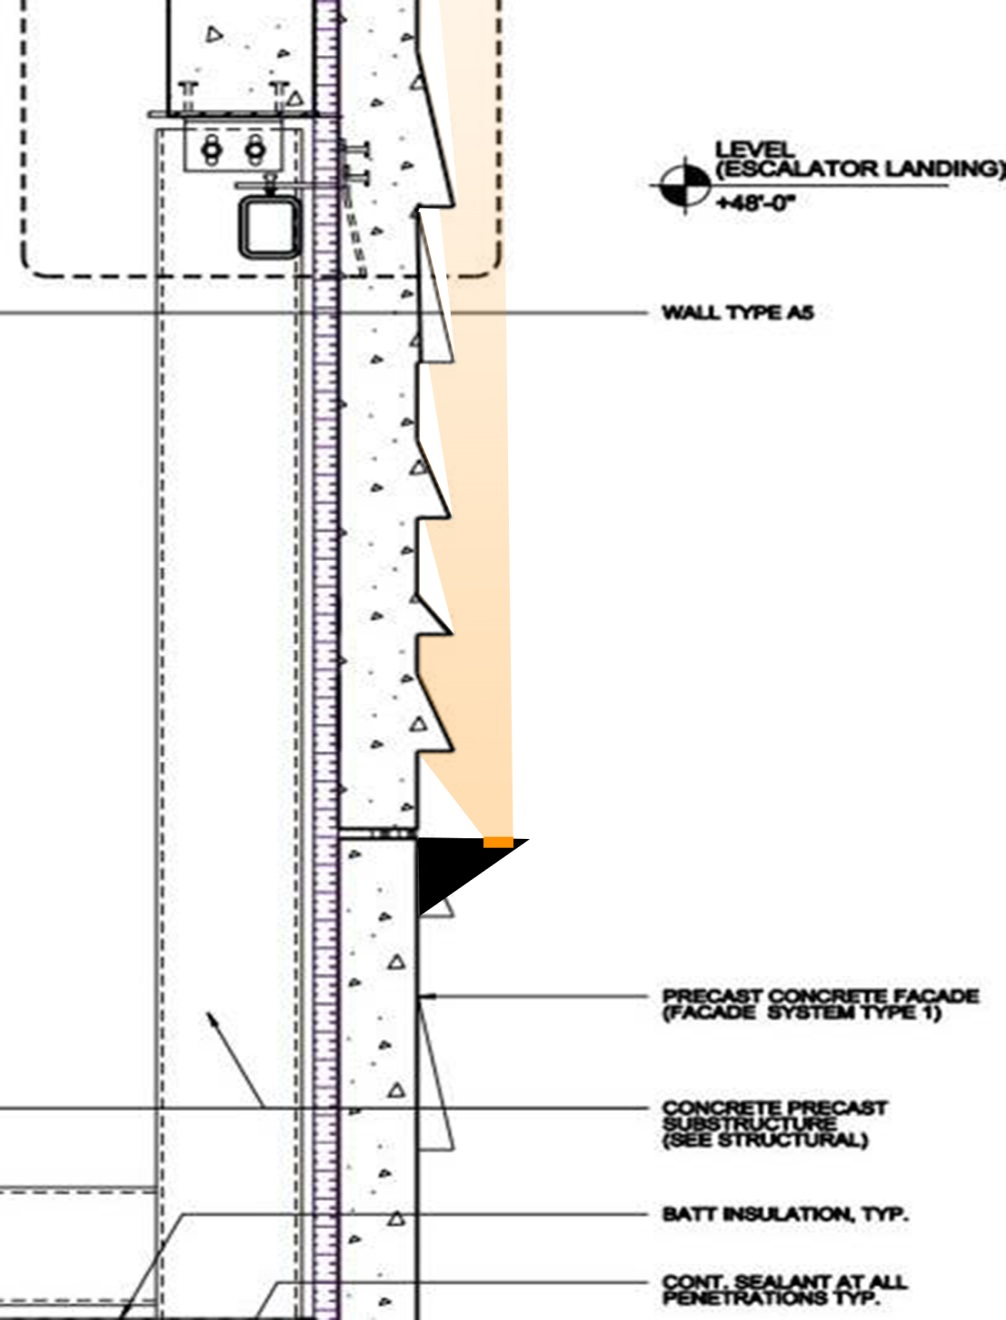 LEVEL
(ESCALATOR LANDING)
+48'-0"
WALL TYPE A5
PRECAST CONCRETE FACADE
(FACADE SYSTEM TYPE 1)
CONCRETE PRECAST
SUBSTRUCTURE
(SEE STRUCTURAL)
BATT INSULATION, TYP.
CONT. SEALANT AT ALL
PENETRATIONS TYP.